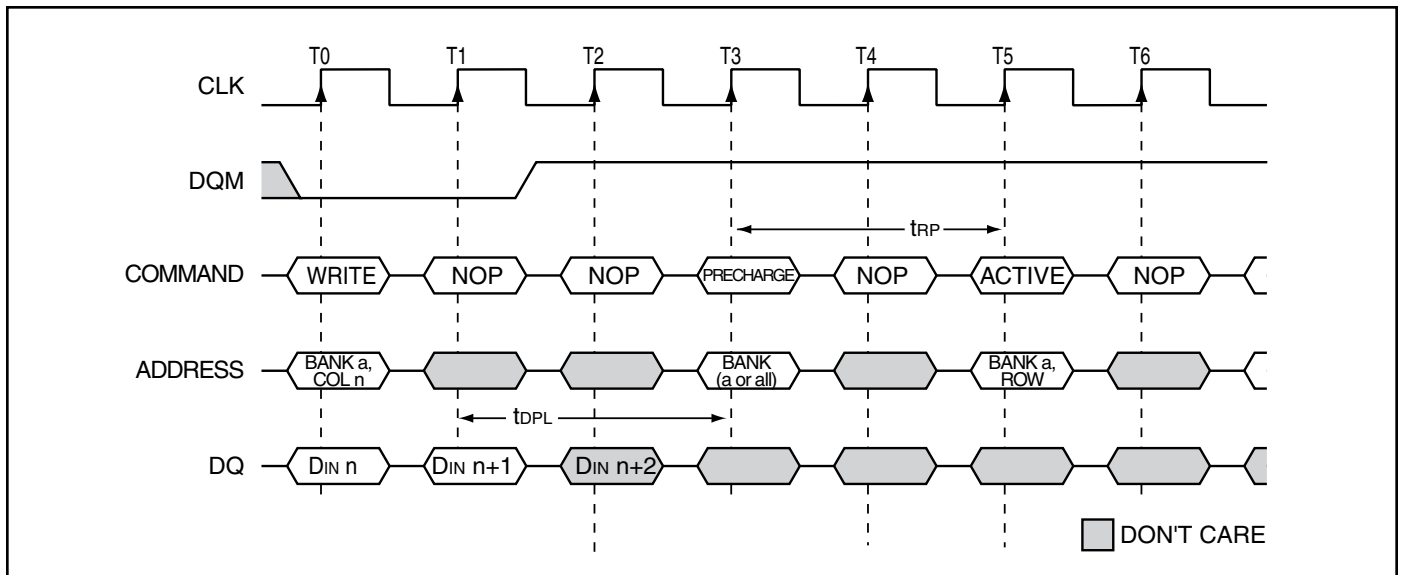 T0 T1 T2 T3 T4 T5 T6
CLK
DQM
tRP
COMMAND WRITE NOP NOP PRECHARGE NOP ACTIVE NOP
ADDRESS BANK a, COL n BANK (a or all) BANK a, ROW
tDPL
DQ DIN n DIN n+1 DIN n+2
DON'T CARE